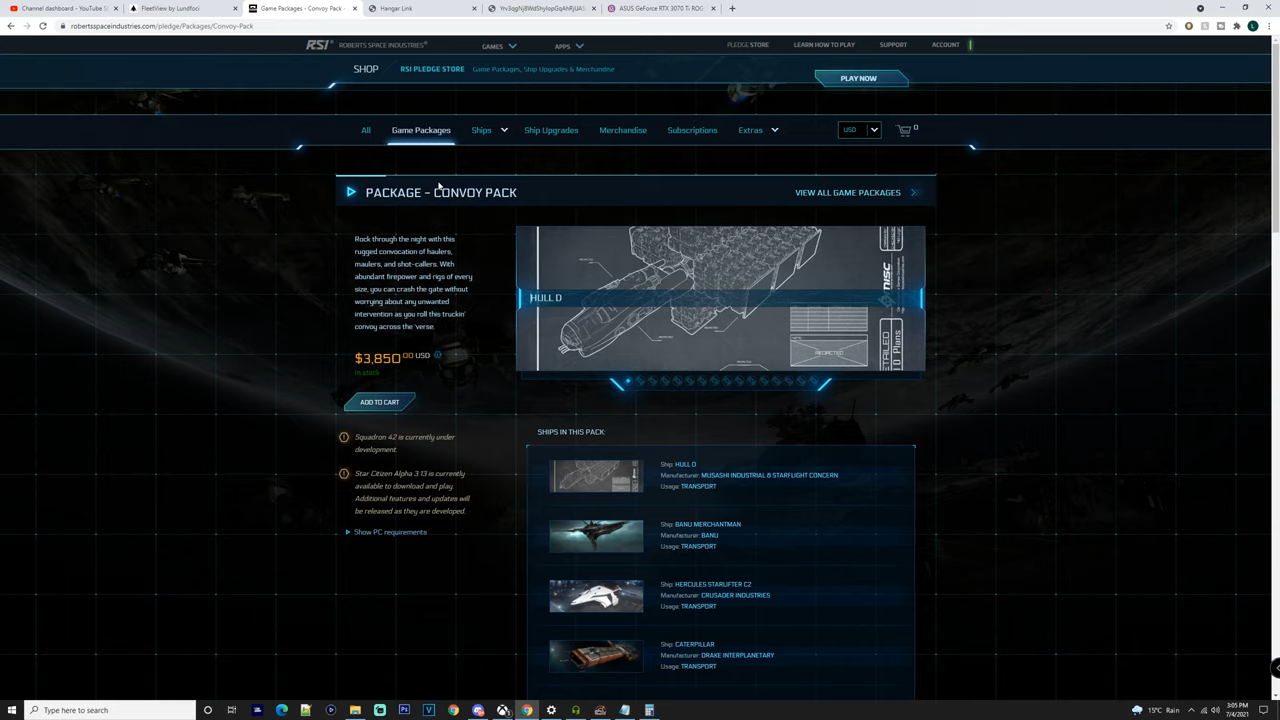 Channel dashboard - YouTube S
FleetView by Lundfoci
Game Packages - Convoy Pack -
Hangar Link
ASUS GeForce RTX 3070 Ti ROG
robertsspaceindustries.com/pledge/Packages/Convoy-Pack
RSI ROBERTS SPACE INDUSTRIES®
GAMES
APPS
PLEDGE STORE
LEARN HOW TO PLAY
SUPPORT
ACCOUNT
SHOP
RSI PLEDGE STORE
Game Packages, Ship Upgrades & Merchandise
PLAY NOW
All
Game Packages
Ships
Ship Upgrades
Merchandise
Subscriptions
Extras
USD
0
PACKAGE - CONVOY PACK
VIEW ALL GAME PACKAGES
Rock through the night with this
rugged convocation of haulers,
maulers, and shot-callers. With
abundant firepower and rigs of every
size, you can crash the gate without
worrying about any unwanted
intervention as you roll this truckin'
convoy across the 'verse.
$3,850.00 USD
In stock
ADD TO CART
HULL D
REDACTED
Squadron 42 is currently under
development.
Star Citizen Alpha 3.13 is currently
available to download and play.
Additional features and updates will
be released as they are developed.
Show PC requirements
SHIPS IN THIS PACK:
Ship: HULL D
Manufacturer: MUSASHI INDUSTRIAL & STARFLIGHT CONCERN
Usage: TRANSPORT
Ship: BANU MERCHANTMAN
Manufacturer: BANU
Usage: TRANSPORT
Ship: HERCULES STARLIFTER C2
Manufacturer: CRUSADER INDUSTRIES
Usage: TRANSPORT
Ship: CATERPILLAR
Manufacturer: DRAKE INTERPLANETARY
Usage: TRANSPORT
Type here to search
15°C Rain
3:05 PM
7/4/2021